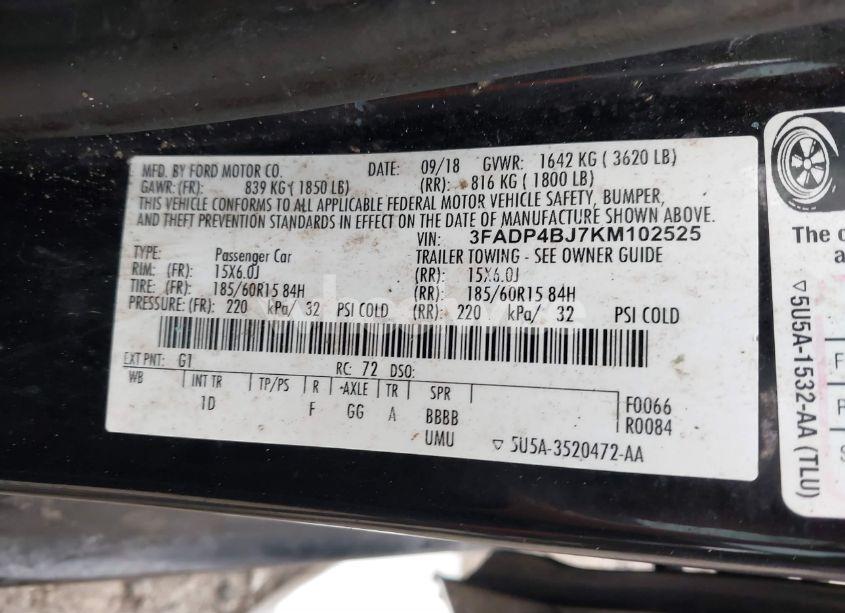 MFD. BY FORD MOTOR CO. DATE: 09/18 GVWR: 1642 KG ( 3620 LB)
GAWR: (FR): 839 KG ( 1850 LB) (RR): 816 KG ( 1800 LB)
THIS VEHICLE CONFORMS TO ALL APPLICABLE FEDERAL MOTOR VEHICLE SAFETY, BUMPER,
AND THEFT PREVENTION STANDARDS IN EFFECT ON THE DATE OF MANUFACTURE SHOWN ABOVE.
VIN: 3FADP4BJ7KM102525
TYPE: Passenger Car TRAILER TOWING - SEE OWNER GUIDE
RIM: (FR): 15X6.0J (RR): 15X6.0J
TIRE: (FR): 185/60R15 84H (RR): 185/60R15 84H
PRESSURE: (FR): 220 kPa/ 32 PSI COLD (RR): 220 kPa/ 32 PSI COLD
EXT PNT: G1 RC: 72 DSO:
WB INT TR TP/PS R AXLE TR SPR
1D F GG A BBBB
UMU
F0066
R0084
▽ 5U5A-3520472-AA
The o
a
▽5U5A-1532-AA (TLU)
F
R
S